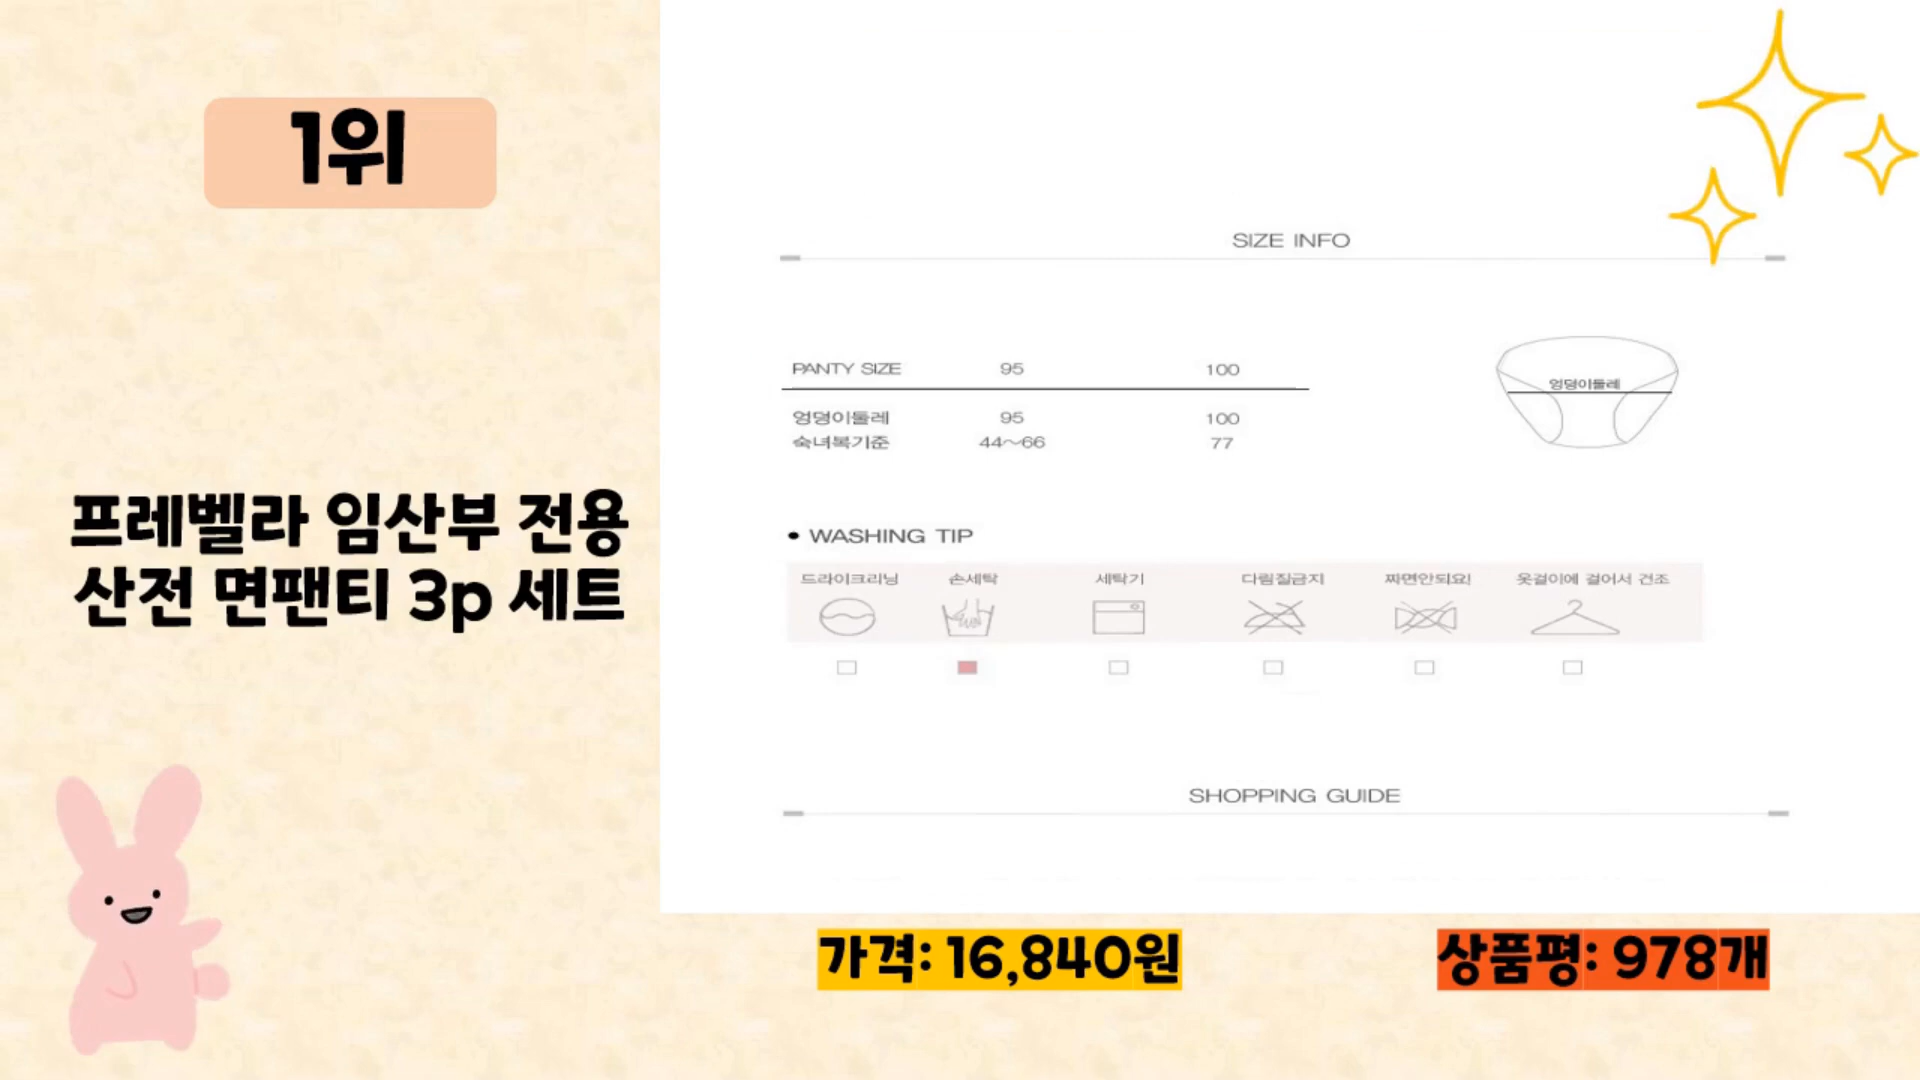 1위
프레벨라 임산부 전용
산전 면팬티 3p 세트
SIZE INFO
PANTY SIZE 95 100
엉덩이둘레 95 100
숙녀복기준 44~66 77
엉덩이둘레
• WASHING TIP
드라이크리닝 손세탁 세탁기 다림질금지 짜면안되요! 옷걸이에 걸어서 건조
SHOPPING GUIDE
가격: 16,840원
상품평: 978개